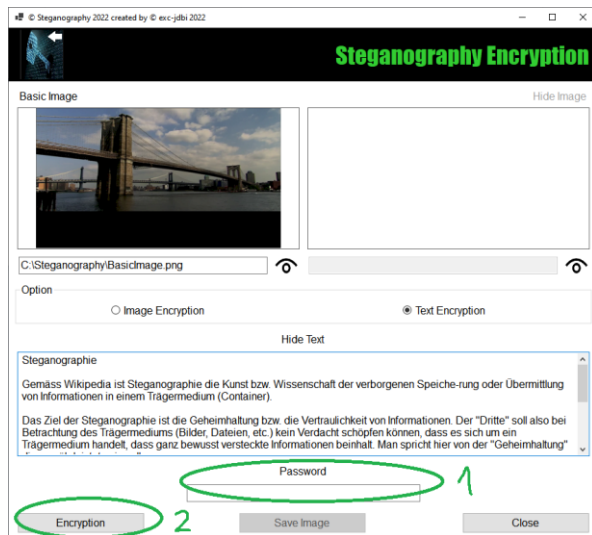 © Steganography 2022 created by © exc-jdbi 2022
Steganography Encryption
Basic Image
Hide Image
C:\Steganography\BasicImage.png
Option
Image Encryption
Text Encryption
Hide Text
Steganographie
Gemäss Wikipedia ist Steganographie die Kunst bzw. Wissenschaft der verborgenen Speiche-rung oder Übermittlung
von Informationen in einem Trägermedium (Container).
Das Ziel der Steganographie ist die Geheimhaltung bzw. die Vertraulichkeit von Informationen. Der "Dritte" soll also bei
Betrachtung des Trägermediums (Bilder, Dateien, etc.) kein Verdacht schöpfen können, dass es sich um ein
Trägermedium handelt, dass ganz bewusst versteckte Informationen beinhalt. Man spricht hier von der "Geheimhaltung"
Password
1
Encryption
2
Save Image
Close